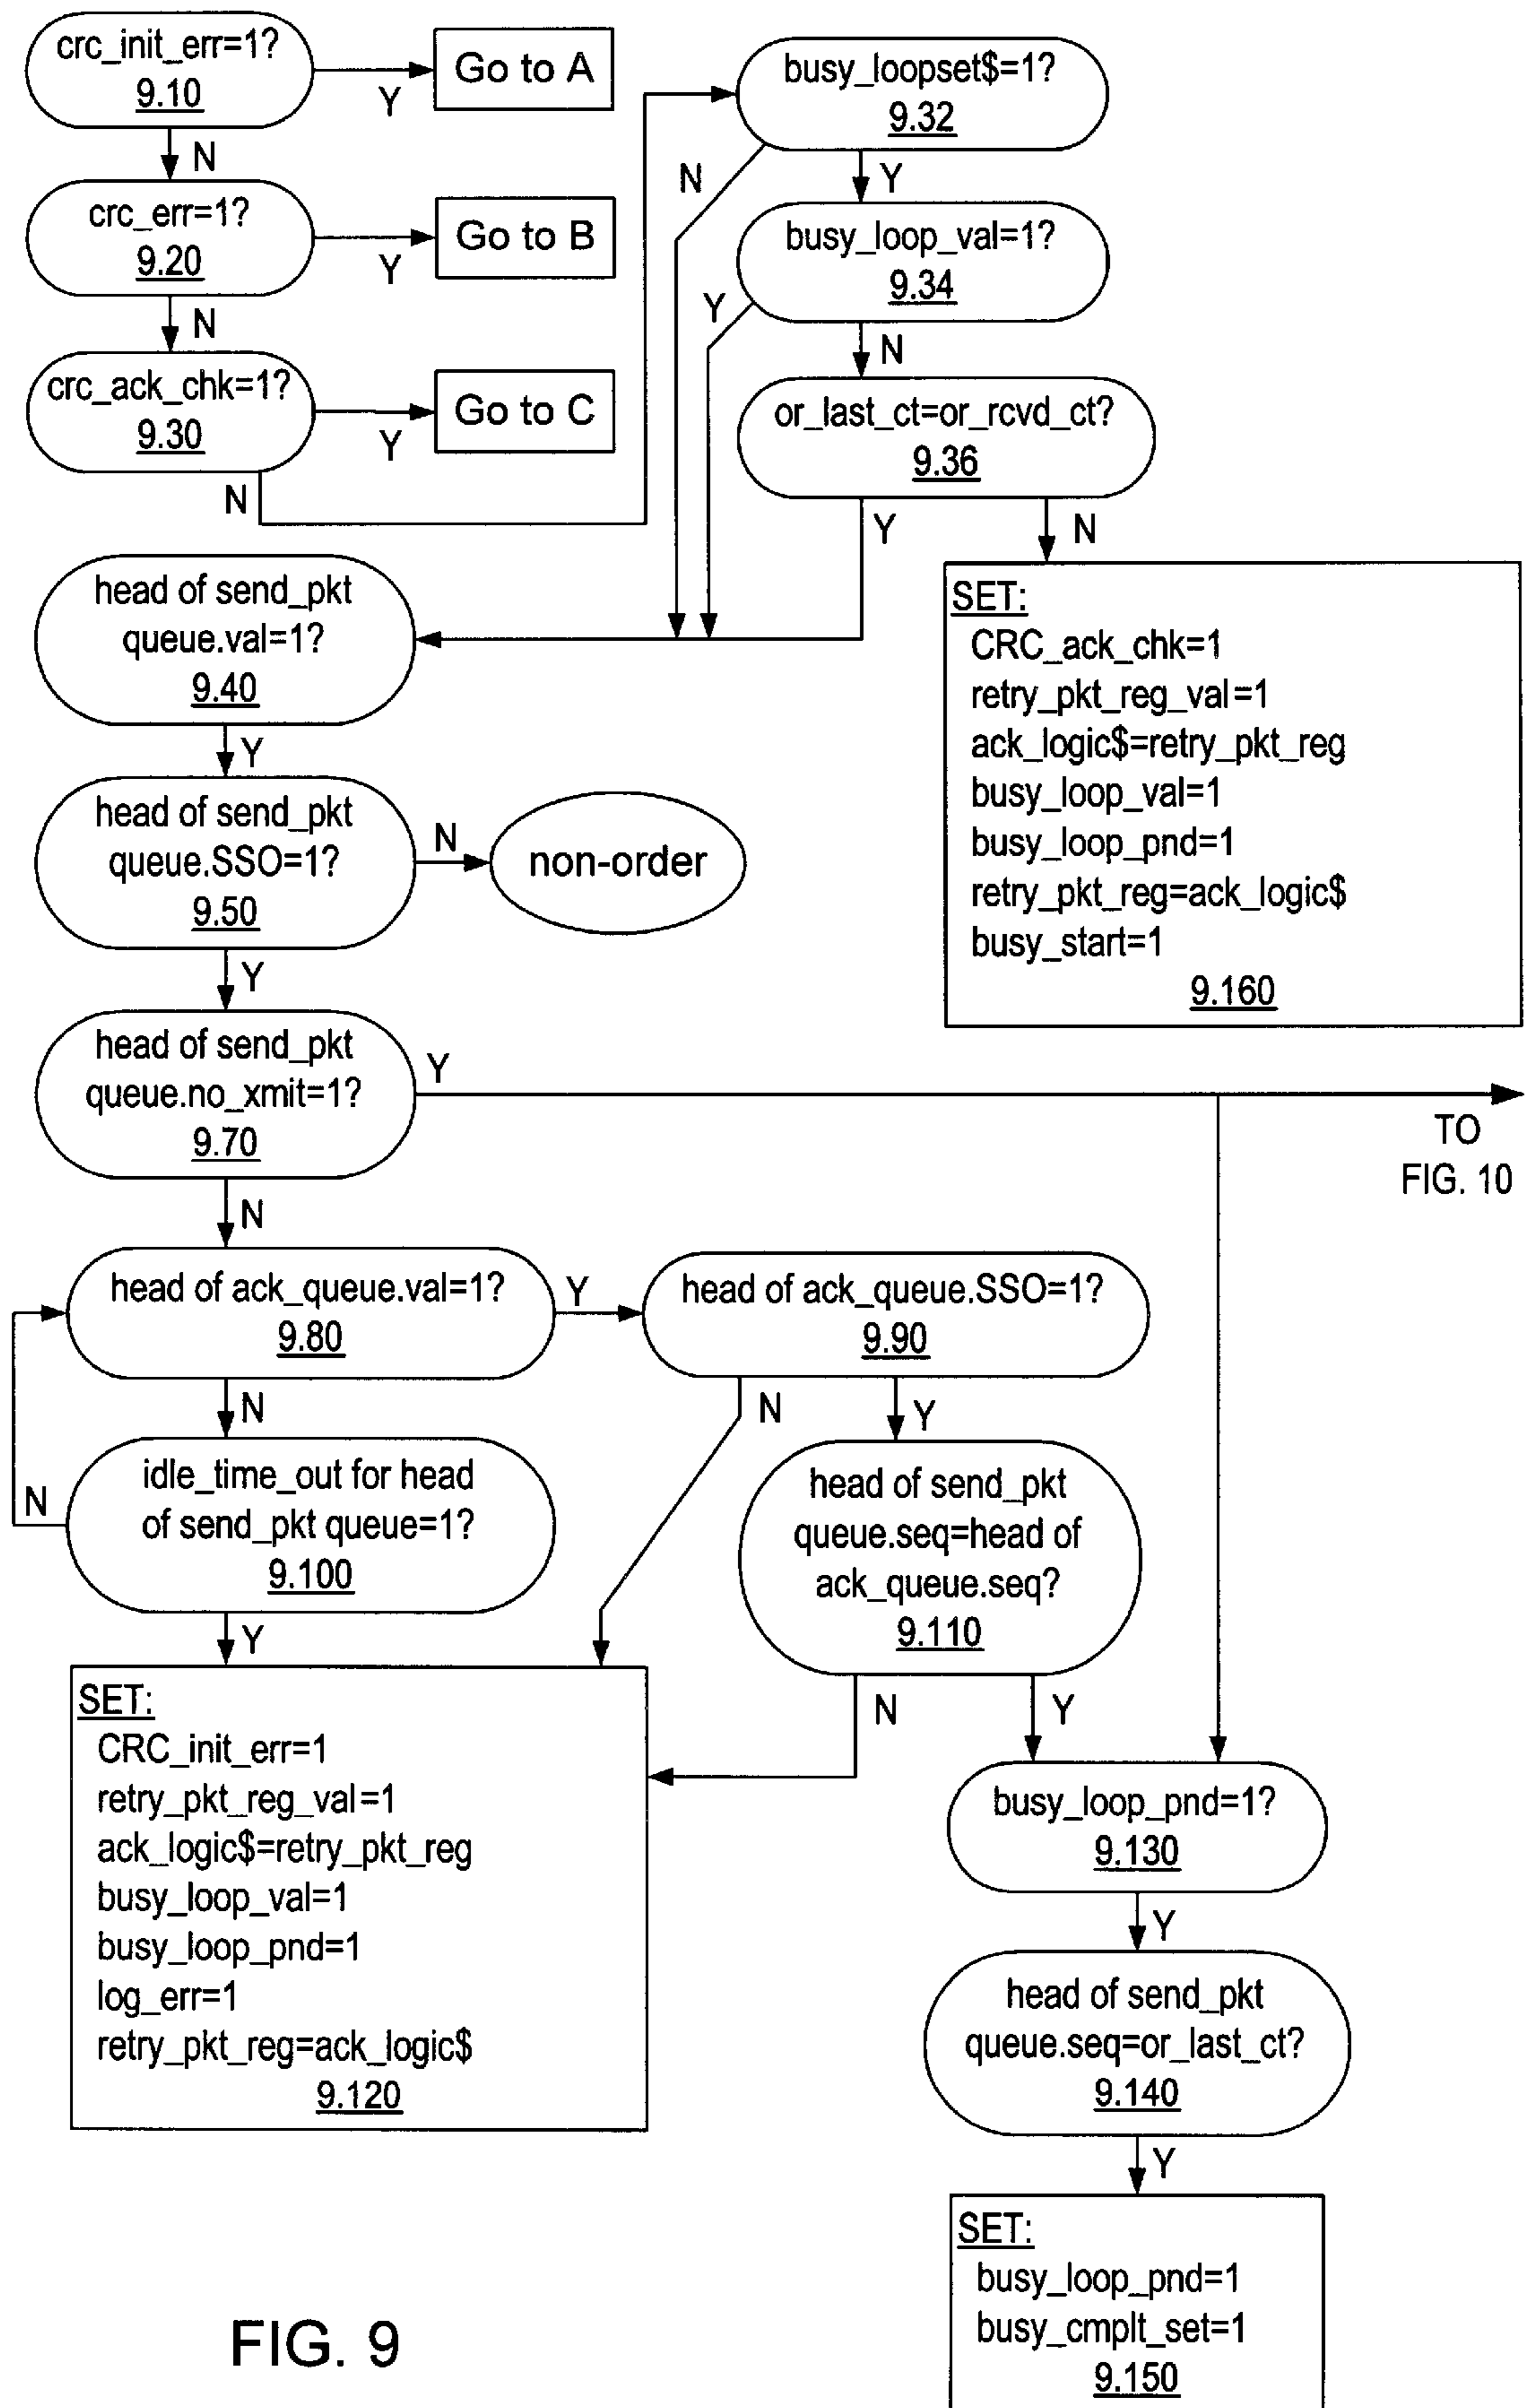 crc_init_err=1?
9.10
Y
Go to A
N
crc_err=1?
9.20
Y
Go to B
N
crc_ack_chk=1?
9.30
Y
Go to C
N
busy_loopset$=1?
9.32
N
Y
busy_loop_val=1?
9.34
Y
N
or_last_ct=or_rcvd_ct?
9.36
Y
N
SET:
CRC_ack_chk=1
retry_pkt_reg_val=1
ack_logic$=retry_pkt_reg
busy_loop_val=1
busy_loop_pnd=1
retry_pkt_reg=ack_logic$
busy_start=1
9.160
head of send_pkt
queue.val=1?
9.40
Y
head of send_pkt
queue.SSO=1?
9.50
N
non-order
Y
head of send_pkt
queue.no_xmit=1?
9.70
Y
TO
FIG. 10
N
head of ack_queue.val=1?
9.80
Y
head of ack_queue.SSO=1?
9.90
N
N
Y
idle_time_out for head
of send_pkt queue=1?
9.100
N
Y
head of send_pkt
queue.seq=head of
ack_queue.seq?
9.110
N
Y
SET:
CRC_init_err=1
retry_pkt_reg_val=1
ack_logic$=retry_pkt_reg
busy_loop_val=1
busy_loop_pnd=1
log_err=1
retry_pkt_reg=ack_logic$
9.120
busy_loop_pnd=1?
9.130
Y
head of send_pkt
queue.seq=or_last_ct?
9.140
Y
SET:
busy_loop_pnd=1
busy_cmplt_set=1
9.150
FIG. 9